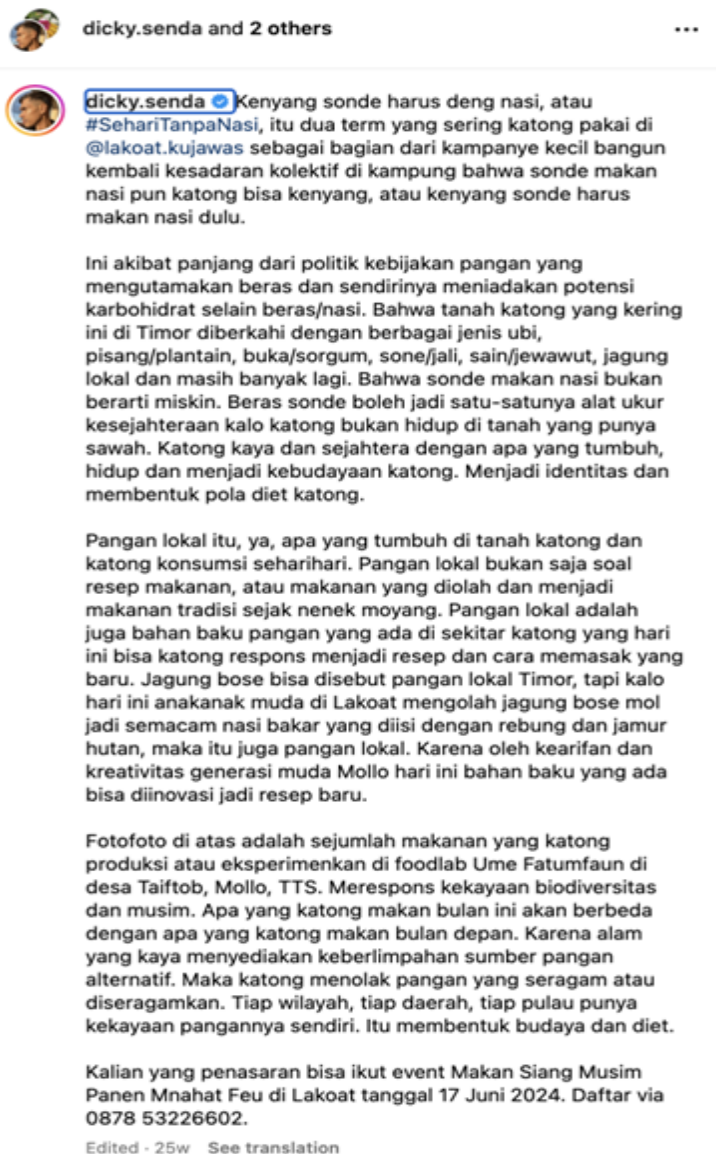 dicky.senda and 2 others
dicky.senda Kenyang sonde harus deng nasi, atau
#SehariTanpaNasi, itu dua term yang sering katong pakai di
@lakoat.kujawas sebagai bagian dari kampanye kecil bangun
kembali kesadaran kolektif di kampung bahwa sonde makan
nasi pun katong bisa kenyang, atau kenyang sonde harus
makan nasi dulu.
Ini akibat panjang dari politik kebijakan pangan yang
mengutamakan beras dan sendirinya meniadakan potensi
karbohidrat selain beras/nasi. Bahwa tanah katong yang kering
ini di Timor diberkahi dengan berbagai jenis ubi,
pisang/plantain, buka/sorgum, sone/jali, sain/jewawut, jagung
lokal dan masih banyak lagi. Bahwa sonde makan nasi bukan
berarti miskin. Beras sonde boleh jadi satu-satunya alat ukur
kesejahteraan kalo katong bukan hidup di tanah yang punya
sawah. Katong kaya dan sejahtera dengan apa yang tumbuh,
hidup dan menjadi kebudayaan katong. Menjadi identitas dan
membentuk pola diet katong.
Pangan lokal itu, ya, apa yang tumbuh di tanah katong dan
katong konsumsi seharihari. Pangan lokal bukan saja soal
resep makanan, atau makanan yang diolah dan menjadi
makanan tradisi sejak nenek moyang. Pangan lokal adalah
juga bahan baku pangan yang ada di sekitar katong yang hari
ini bisa katong respons menjadi resep dan cara memasak yang
baru. Jagung bose bisa disebut pangan lokal Timor, tapi kalo
hari ini anakanak muda di Lakoat mengolah jagung bose mol
jadi semacam nasi bakar yang diisi dengan rebung dan jamur
hutan, maka itu juga pangan lokal. Karena oleh kearifan dan
kreativitas generasi muda Mollo hari ini bahan baku yang ada
bisa diinovasi jadi resep baru.
Fotofoto di atas adalah sejumlah makanan yang katong
produksi atau eksperimenkan di foodlab Ume Fatumfaun di
desa Taiftob, Mollo, TTS. Merespons kekayaan biodiversitas
dan musim. Apa yang katong makan bulan ini akan berbeda
dengan apa yang katong makan bulan depan. Karena alam
yang kaya menyediakan keberlimpahan sumber pangan
alternatif. Maka katong menolak pangan yang seragam atau
diseragamkan. Tiap wilayah, tiap daerah, tiap pulau punya
kekayaan pangannya sendiri. Itu membentuk budaya dan diet.
Kalian yang penasaran bisa ikut event Makan Siang Musim
Panen Mnahat Feu di Lakoat tanggal 17 Juni 2024. Daftar via
0878 53226602.
Edited · 25w See translation